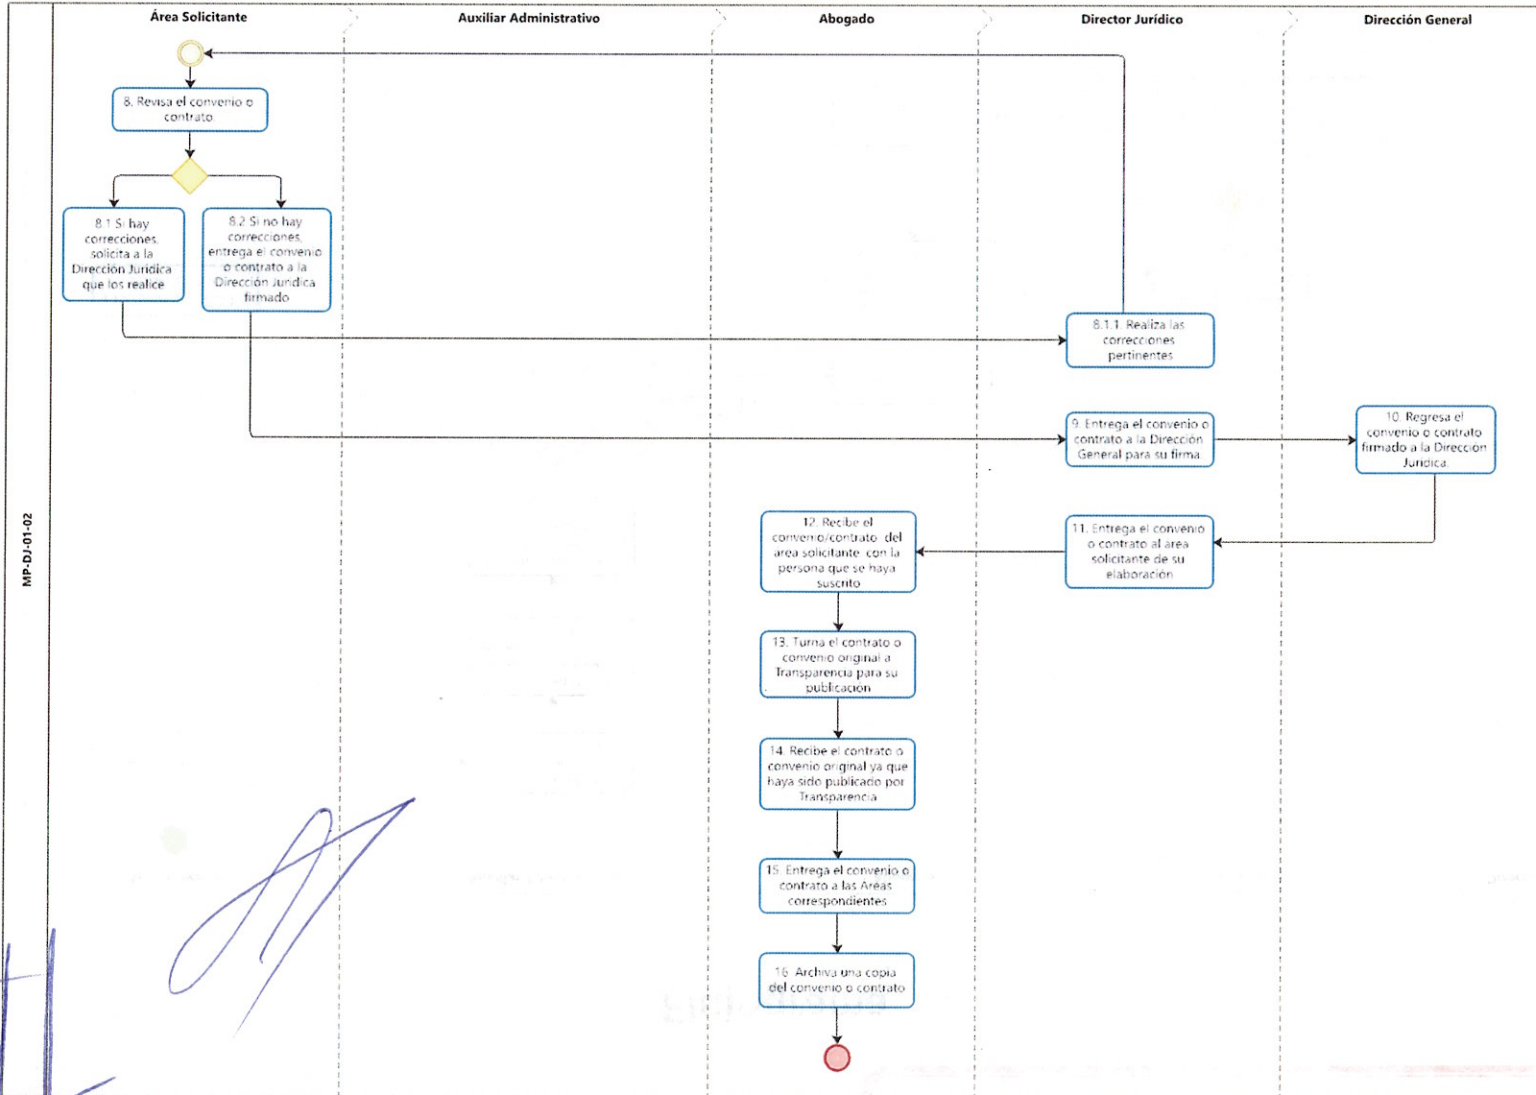 Área Solicitante
Auxiliar Administrativo
Abogado
Director Jurídico
Dirección General
MP-DJ-01-02
8. Revisa el convenio o
contrato
8.1 Si hay
correcciones,
solicita a la
Dirección Jurídica
que los realice
8.2 Si no hay
correcciones,
entrega el convenio
o contrato a la
Dirección Jurídica
firmado
8.1.1. Realiza las
correcciones
pertinentes
9. Entrega el convenio o
contrato a la Dirección
General para su firma.
10. Regresa el
convenio o contrato
firmado a la Dirección
Jurídica.
11. Entrega el convenio
o contrato al área
solicitante de su
elaboración
12. Recibe el
convenio/contrato del
area solicitante con la
persona que se haya
suscrito
13. Turna el contrato o
convenio original a
Transparencia para su
publicación
14. Recibe el contrato o
convenio original ya que
haya sido publicado por
Transparencia
15. Entrega el convenio o
contrato a las Áreas
correspondientes
16. Archiva una copia
del convenio o contrato